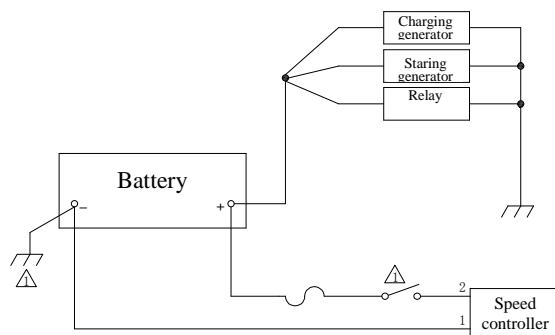 Charging
generator
Staring
generator
Relay
Battery
-
+
1
1
2
1
Speed
controller